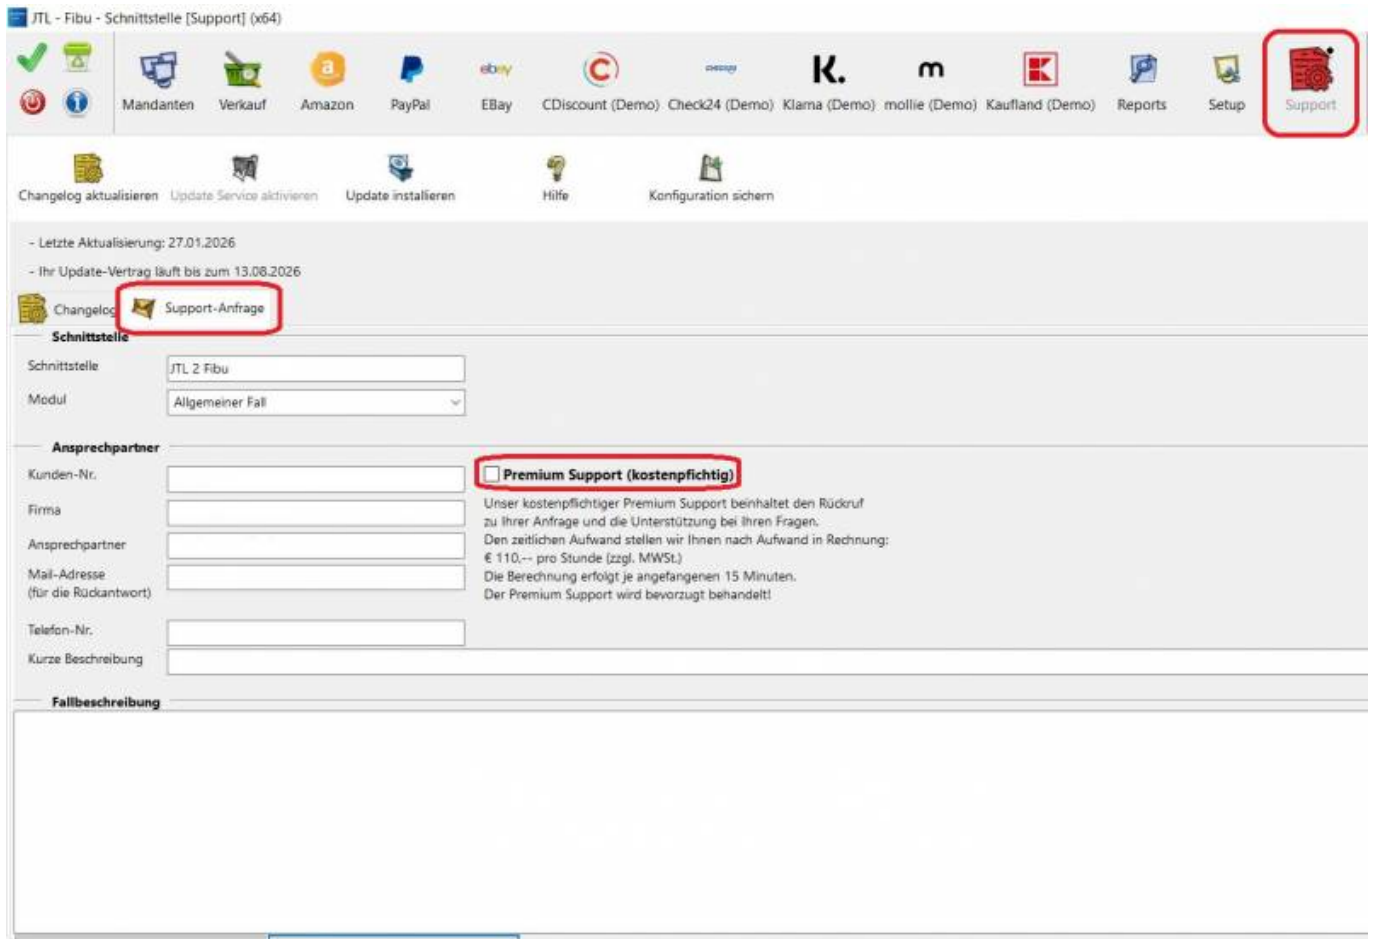 JTL - Fibu - Schnittstelle [Support] (x64)
Mandanten Verkauf Amazon PayPal EBay CDiscount (Demo) Check24 (Demo) Klarna (Demo) mollie (Demo) Kaufland (Demo) Reports Setup Support
Changelog aktualisieren Update Service aktivieren Update installieren Hilfe Konfiguration sichern
- Letzte Aktualisierung: 27.01.2026
- Ihr Update-Vertrag läuft bis zum 13.08.2026
Changelog Support-Anfrage
Schnittstelle
Schnittstelle JTL 2 Fibu
Modul Allgemeiner Fall
Ansprechpartner
Kunden-Nr. Premium Support (kostenpfichtig)
Unser kostenpflichtiger Premium Support beinhaltet den Rückruf
Firma
zu Ihrer Anfrage und die Unterstützung bei Ihren Fragen.
Ansprechpartner Den zeitlichen Aufwand stellen wir Ihnen nach Aufwand in Rechnung:
€ 110,-- pro Stunde (zzgl. MWSt.)
Mail-Adresse Die Berechnung erfolgt je angefangenen 15 Minuten.
(für die Rückantwort) Der Premium Support wird bevorzugt behandelt!
Telefon-Nr.
Kurze Beschreibung
Fallbeschreibung